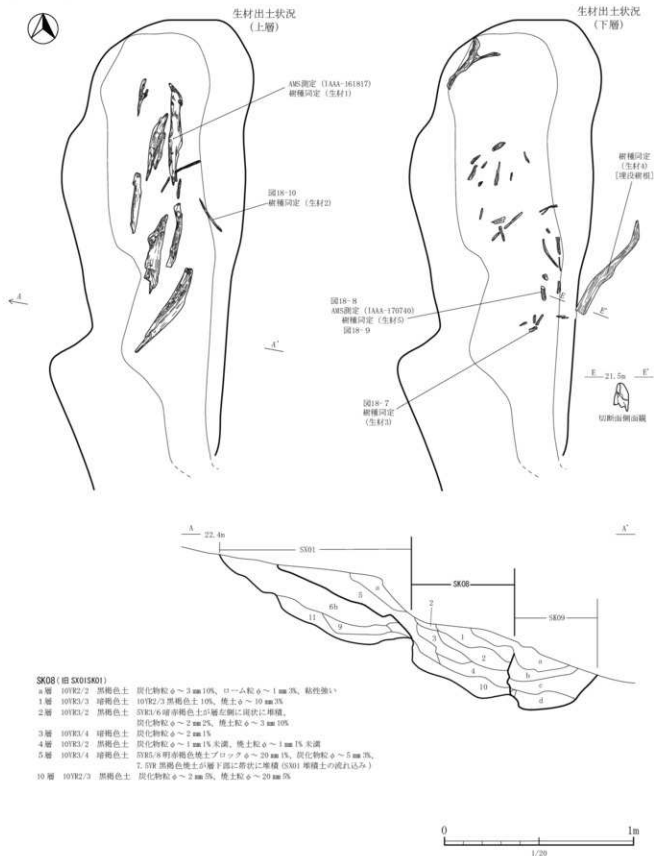 生材出土状況
(上層)
生材出土状況
(下層)
AMS測定 (IAAA-161817)
樹種同定 (生材1)
図18-10
樹種同定 (生材2)
樹種同定
(生材4)
[埋没樹根]
図18-8
AMS測定 (IAAA-170740)
樹種同定 (生材5)
図18-9
図18-7
樹種同定
(生材3)
A
A'
E
E'
E 21.5m E'
切断面側面観
A 22.4m
A'
SX01
SK08
SK09
a
5
6b
11
9
2
3
1
2
4
10
e
b
c
d
SK08(旧 SX01SK01)
a層 10YR2/2 黒褐色土 炭化物粒φ～3mm10%、ローム粒φ～1mm3%、粘性強い
1層 10YR3/3 暗褐色土 10YR2/3黒褐色土10%、焼土φ～10mm3%
2層 10YR3/2 黒褐色土 5YR3/6暗赤褐色土が層左側に斑状に堆積、
炭化物粒φ～2mm2%、焼土粒φ～3mm10%
3層 10YR3/4 暗褐色土 炭化物粒φ～2mm1%
4層 10YR3/2 黒褐色土 炭化物粒φ～1mm1%未満、焼土粒φ～1mm1%未満
5層 10YR3/4 暗褐色土 5YR5/8明赤褐色焼土ブロックφ～20mm1%、炭化物粒φ～5mm3%、
7.5YR黒褐色焼土が層下部に帯状に堆積(SX01堆積土の流れ込み)
10層 10YR2/3 黒褐色土 炭化物粒φ～2mm5%、焼土粒φ～20mm5%
0 1m
1/20